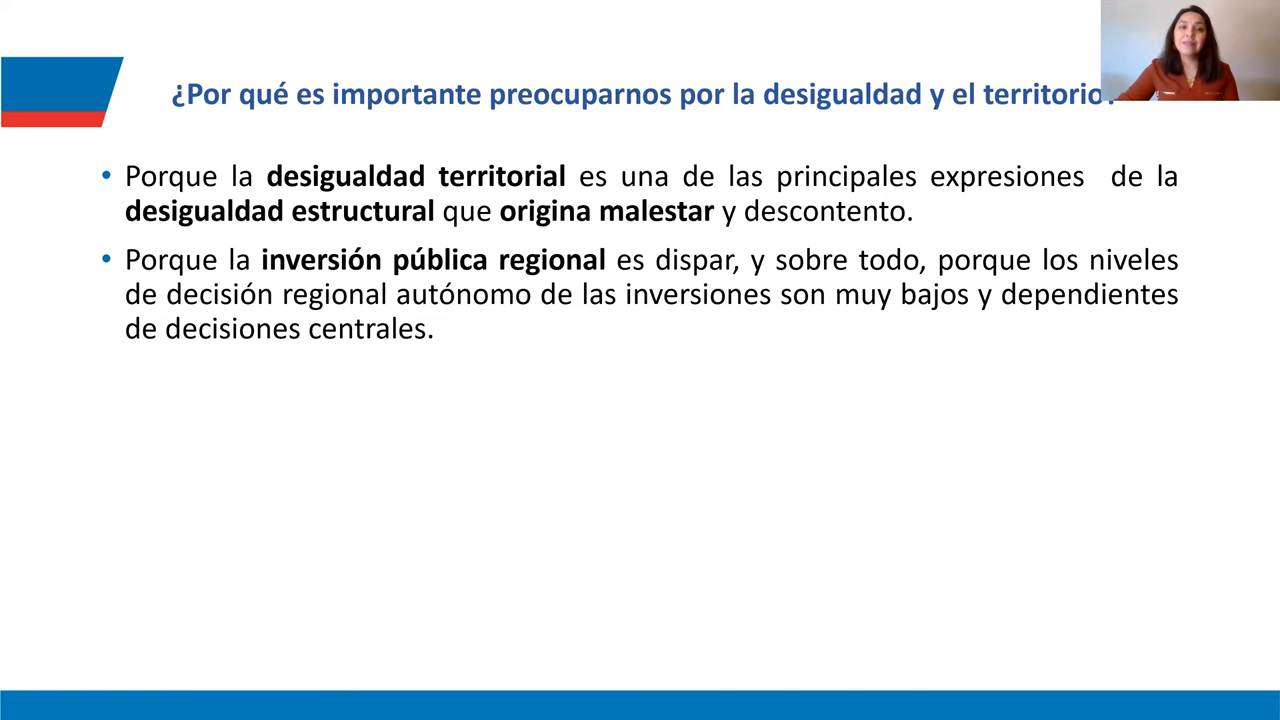 ¿Por qué es importante preocuparnos por la desigualdad y el territorio?
• Porque la desigualdad territorial es una de las principales expresiones de la
desigualdad estructural que origina malestar y descontento.
• Porque la inversión pública regional es dispar, y sobre todo, porque los niveles
de decisión regional autónomo de las inversiones son muy bajos y dependientes
de decisiones centrales.